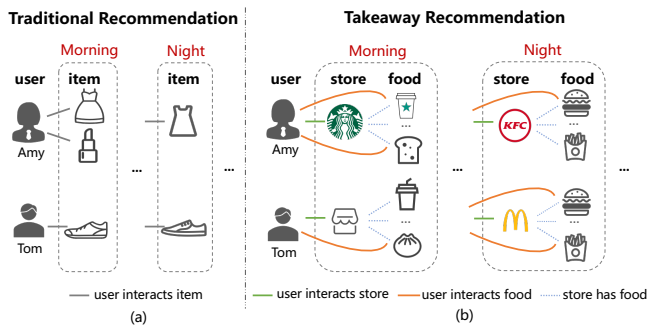 Traditional Recommendation
Morning
Night
user
item
item
Amy
...
...
Tom
user interacts item
(a)
Takeaway Recommendation
Morning
Night
user
store
food
store
food
...
KFC
...
Amy
...
...
...
...
Tom
user interacts store
user interacts food
store has food
(b)